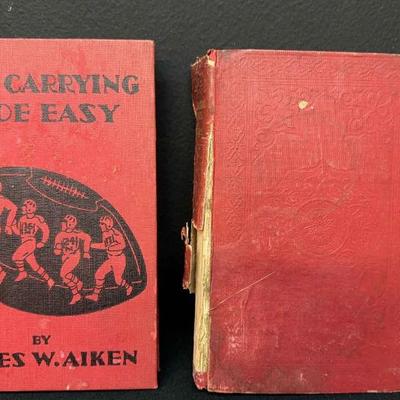 CARRYING
DE EASY
BY
ES W. AIKEN